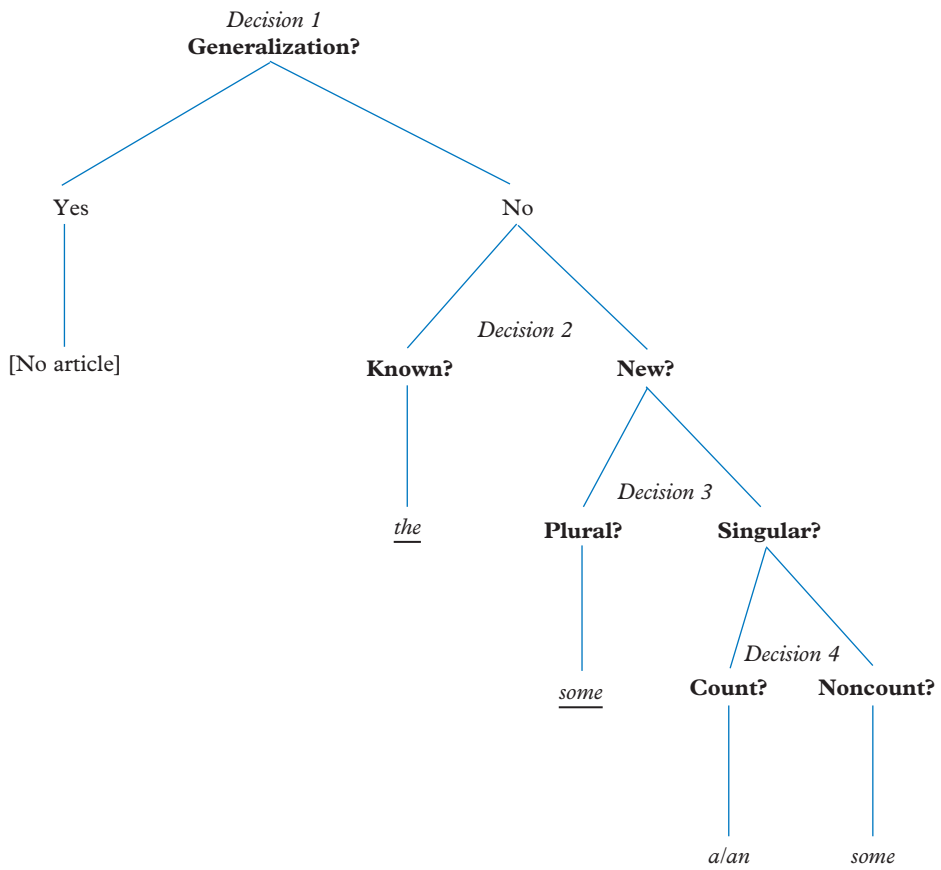 Decision 1
Generalization?
Yes
No
Decision 2
[No article]
Known?
New?
Decision 3
the
Plural?
Singular?
Decision 4
some
Count?
Noncount?
a/an
some